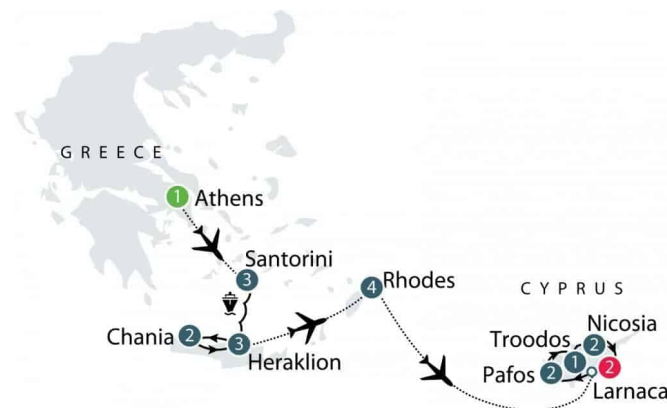 GREECE
1 Athens
Santorini
3
4 Rhodes
CYPRUS
Chania 2
3
Heraklion
Nicosia
Troodos 2
1
Pafos 2
2
Larnaca